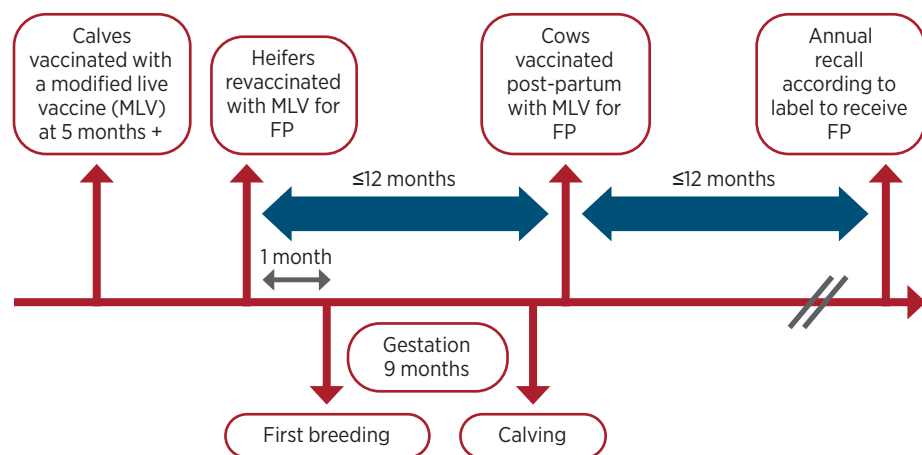 Calves
vaccinated with
a modified live
vaccine (MLV)
at 5 months +
Heifers
revaccinated
with MLV for
FP
Cows
vaccinated
post-partum
with MLV for
FP
Annual
recall
according to
label to receive
FP
≤12 months
≤12 months
1 month
Gestation
9 months
First breeding
Calving